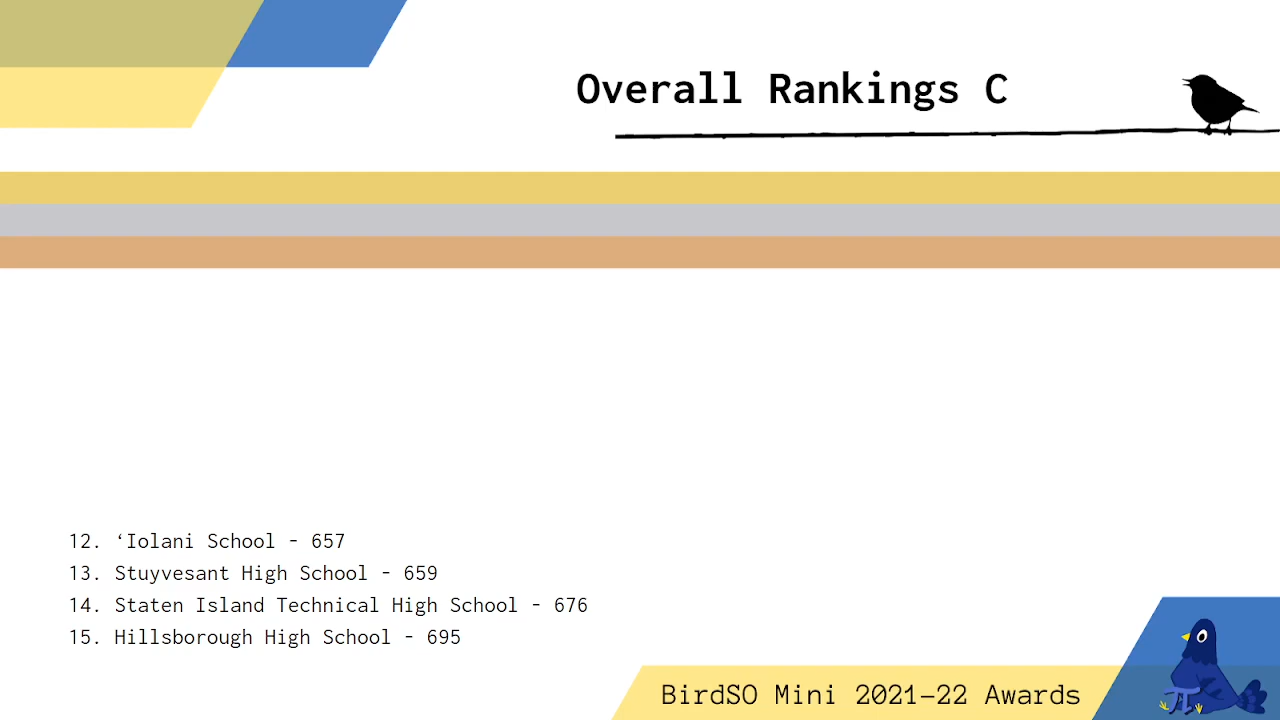 Overall Rankings C
12. ‘Iolani School - 657
13. Stuyvesant High School - 659
14. Staten Island Technical High School - 676
15. Hillsborough High School - 695
BirdSO Mini 2021–22 Awards
π